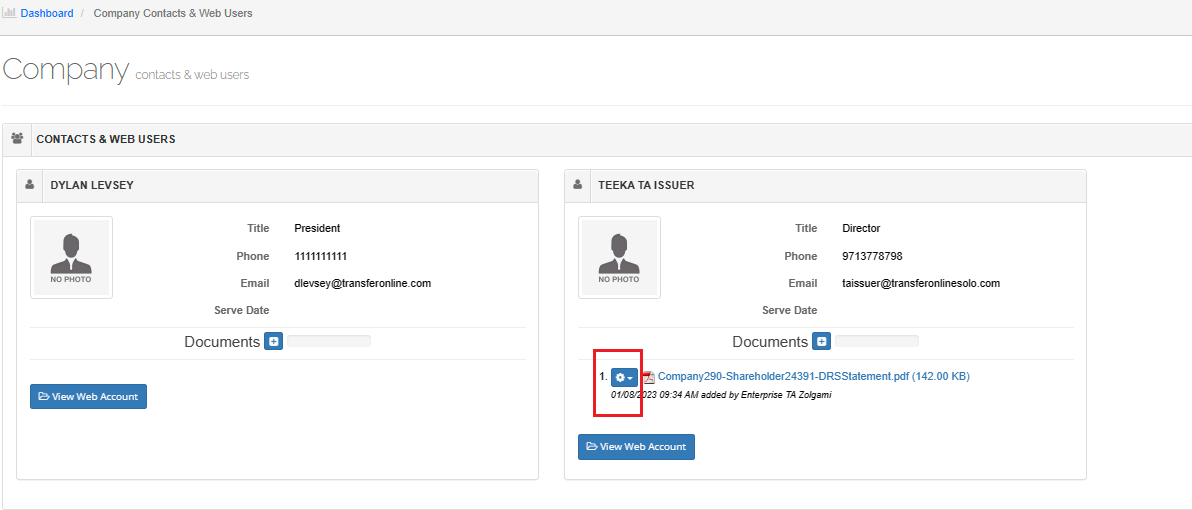 Dashboard / Company Contacts & Web Users
Company contacts & web users
CONTACTS & WEB USERS
DYLAN LEVSEY
NO PHOTO
Title President
Phone 1111111111
Email dlevsey@transferonline.com
Serve Date
Documents
View Web Account
TEEKA TA ISSUER
NO PHOTO
Title Director
Phone 9713778798
Email taissuer@transferonlinesolo.com
Serve Date
Documents
1. Company290-Shareholder24391-DRSStatement.pdf (142.00 KB)
01/08/2023 09:34 AM added by Enterprise TA Zolgami
View Web Account